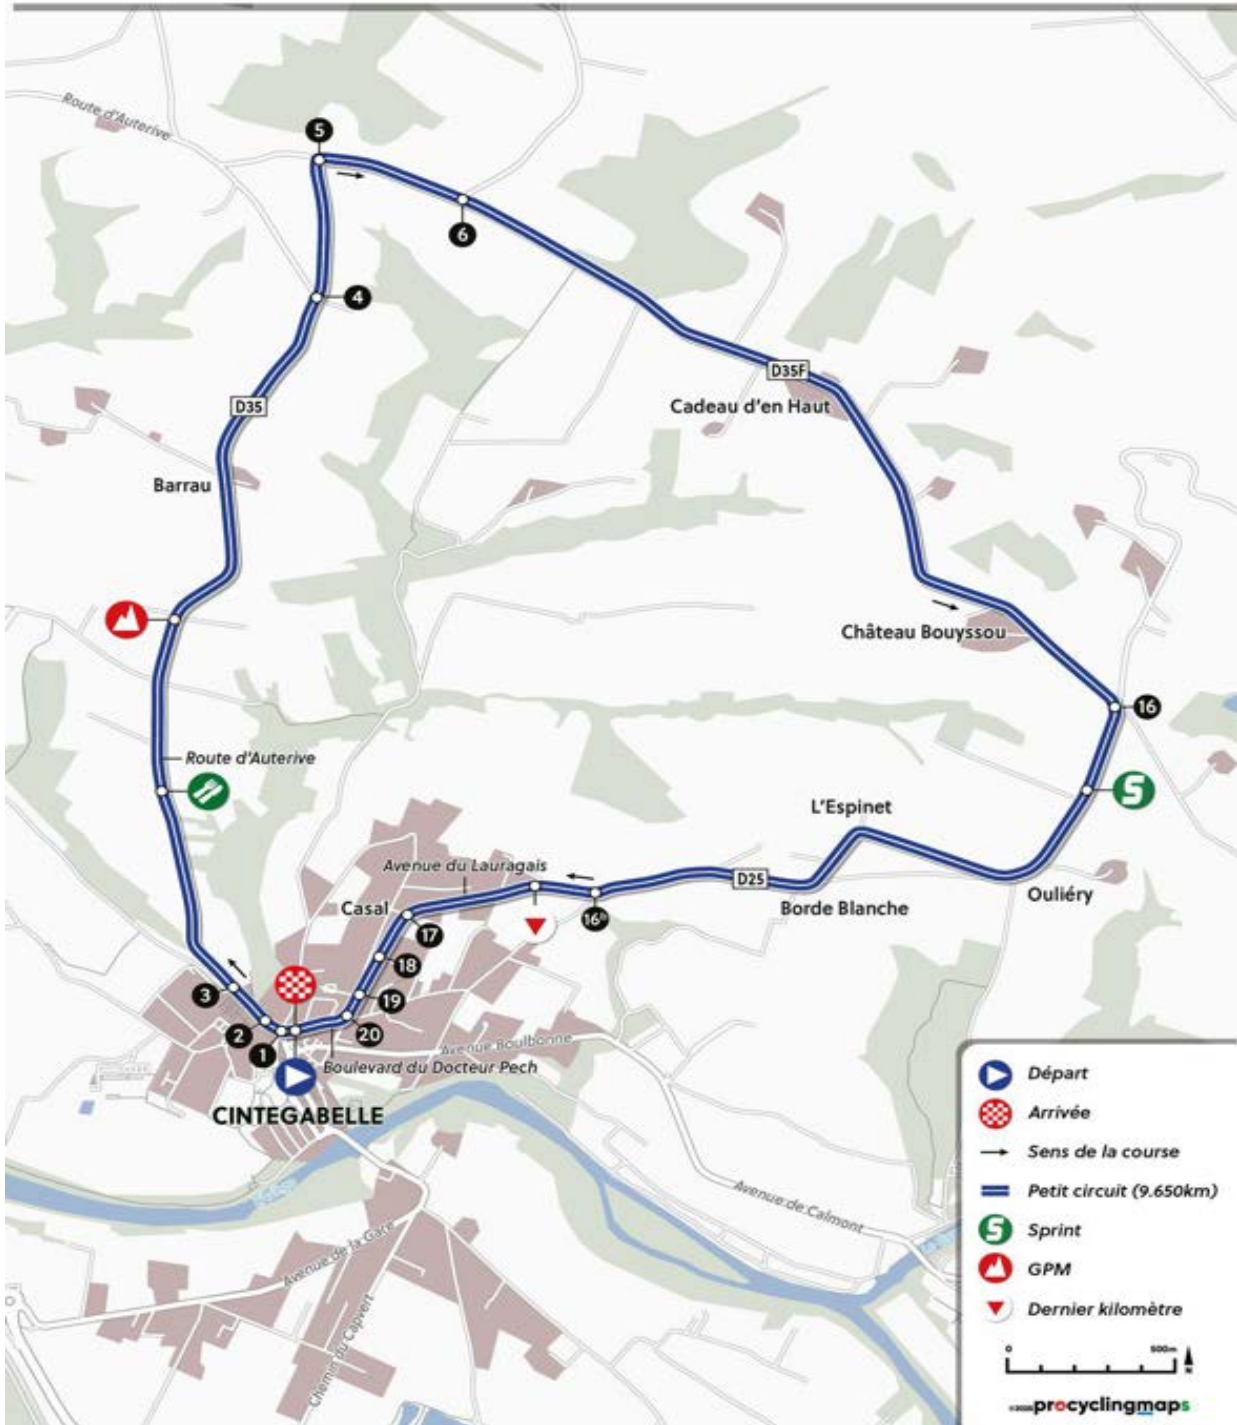 Route d'Auterive
5
6
4
D35
D35F
Cadeau d'en Haut
Barrau
Château Bouyssou
16
Route d'Auterive
S
L'Espinet
Avenue du Lauragais
D25
Casal
Borde Blanche
Ouliéry
17
18
3
19
2
20
1
Avenue Boulbonne
Boulevard du Docteur Pech
CINTEGABELLE
Avenue de Calmont
Avenue de la Gare
Chemin du Capvert
Départ
Arrivée
Sens de la course
Petit circuit (9.650km)
S
Sprint
GPM
Dernier kilomètre
0
500m
N
procyclingmaps